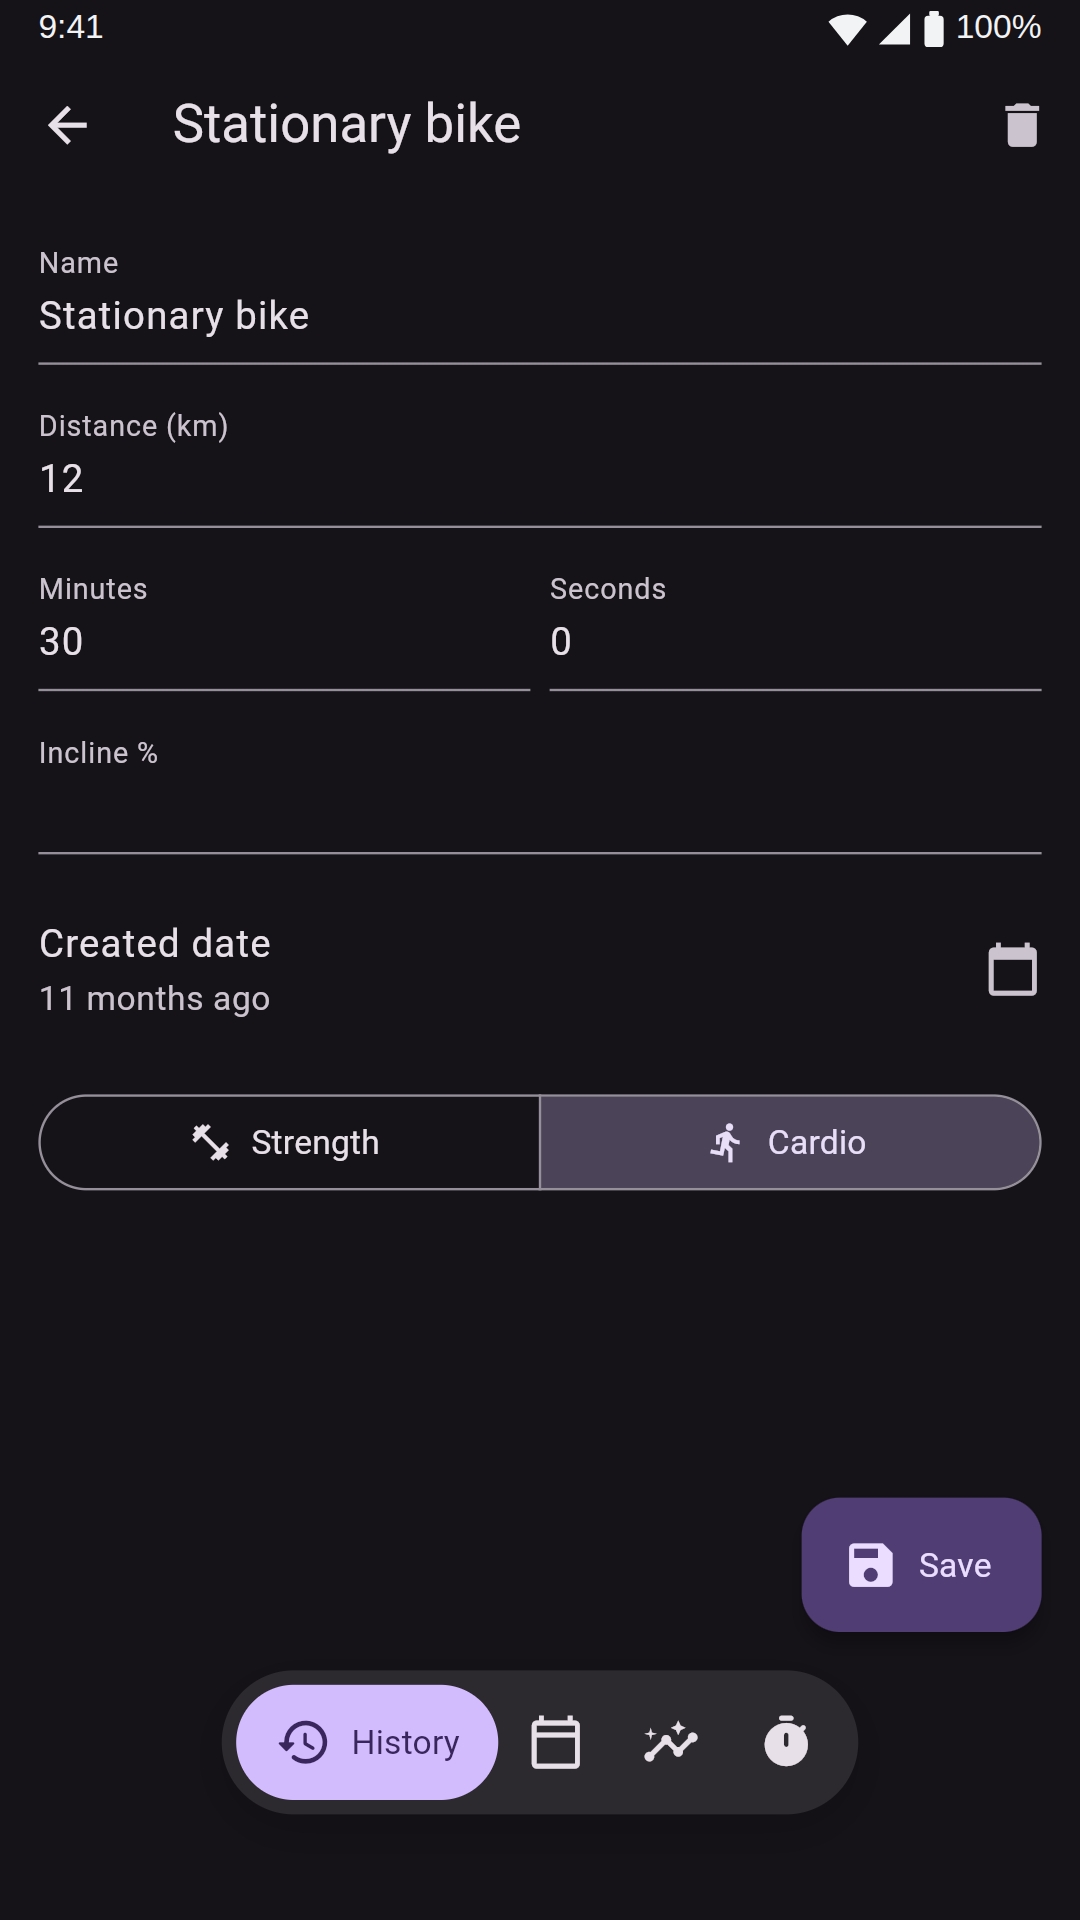 9:41
100%
Stationary bike
Name
Stationary bike
Distance (km)
12
Minutes
Seconds
30
0
Incline %
Created date
11 months ago
Strength
Cardio
Save
History